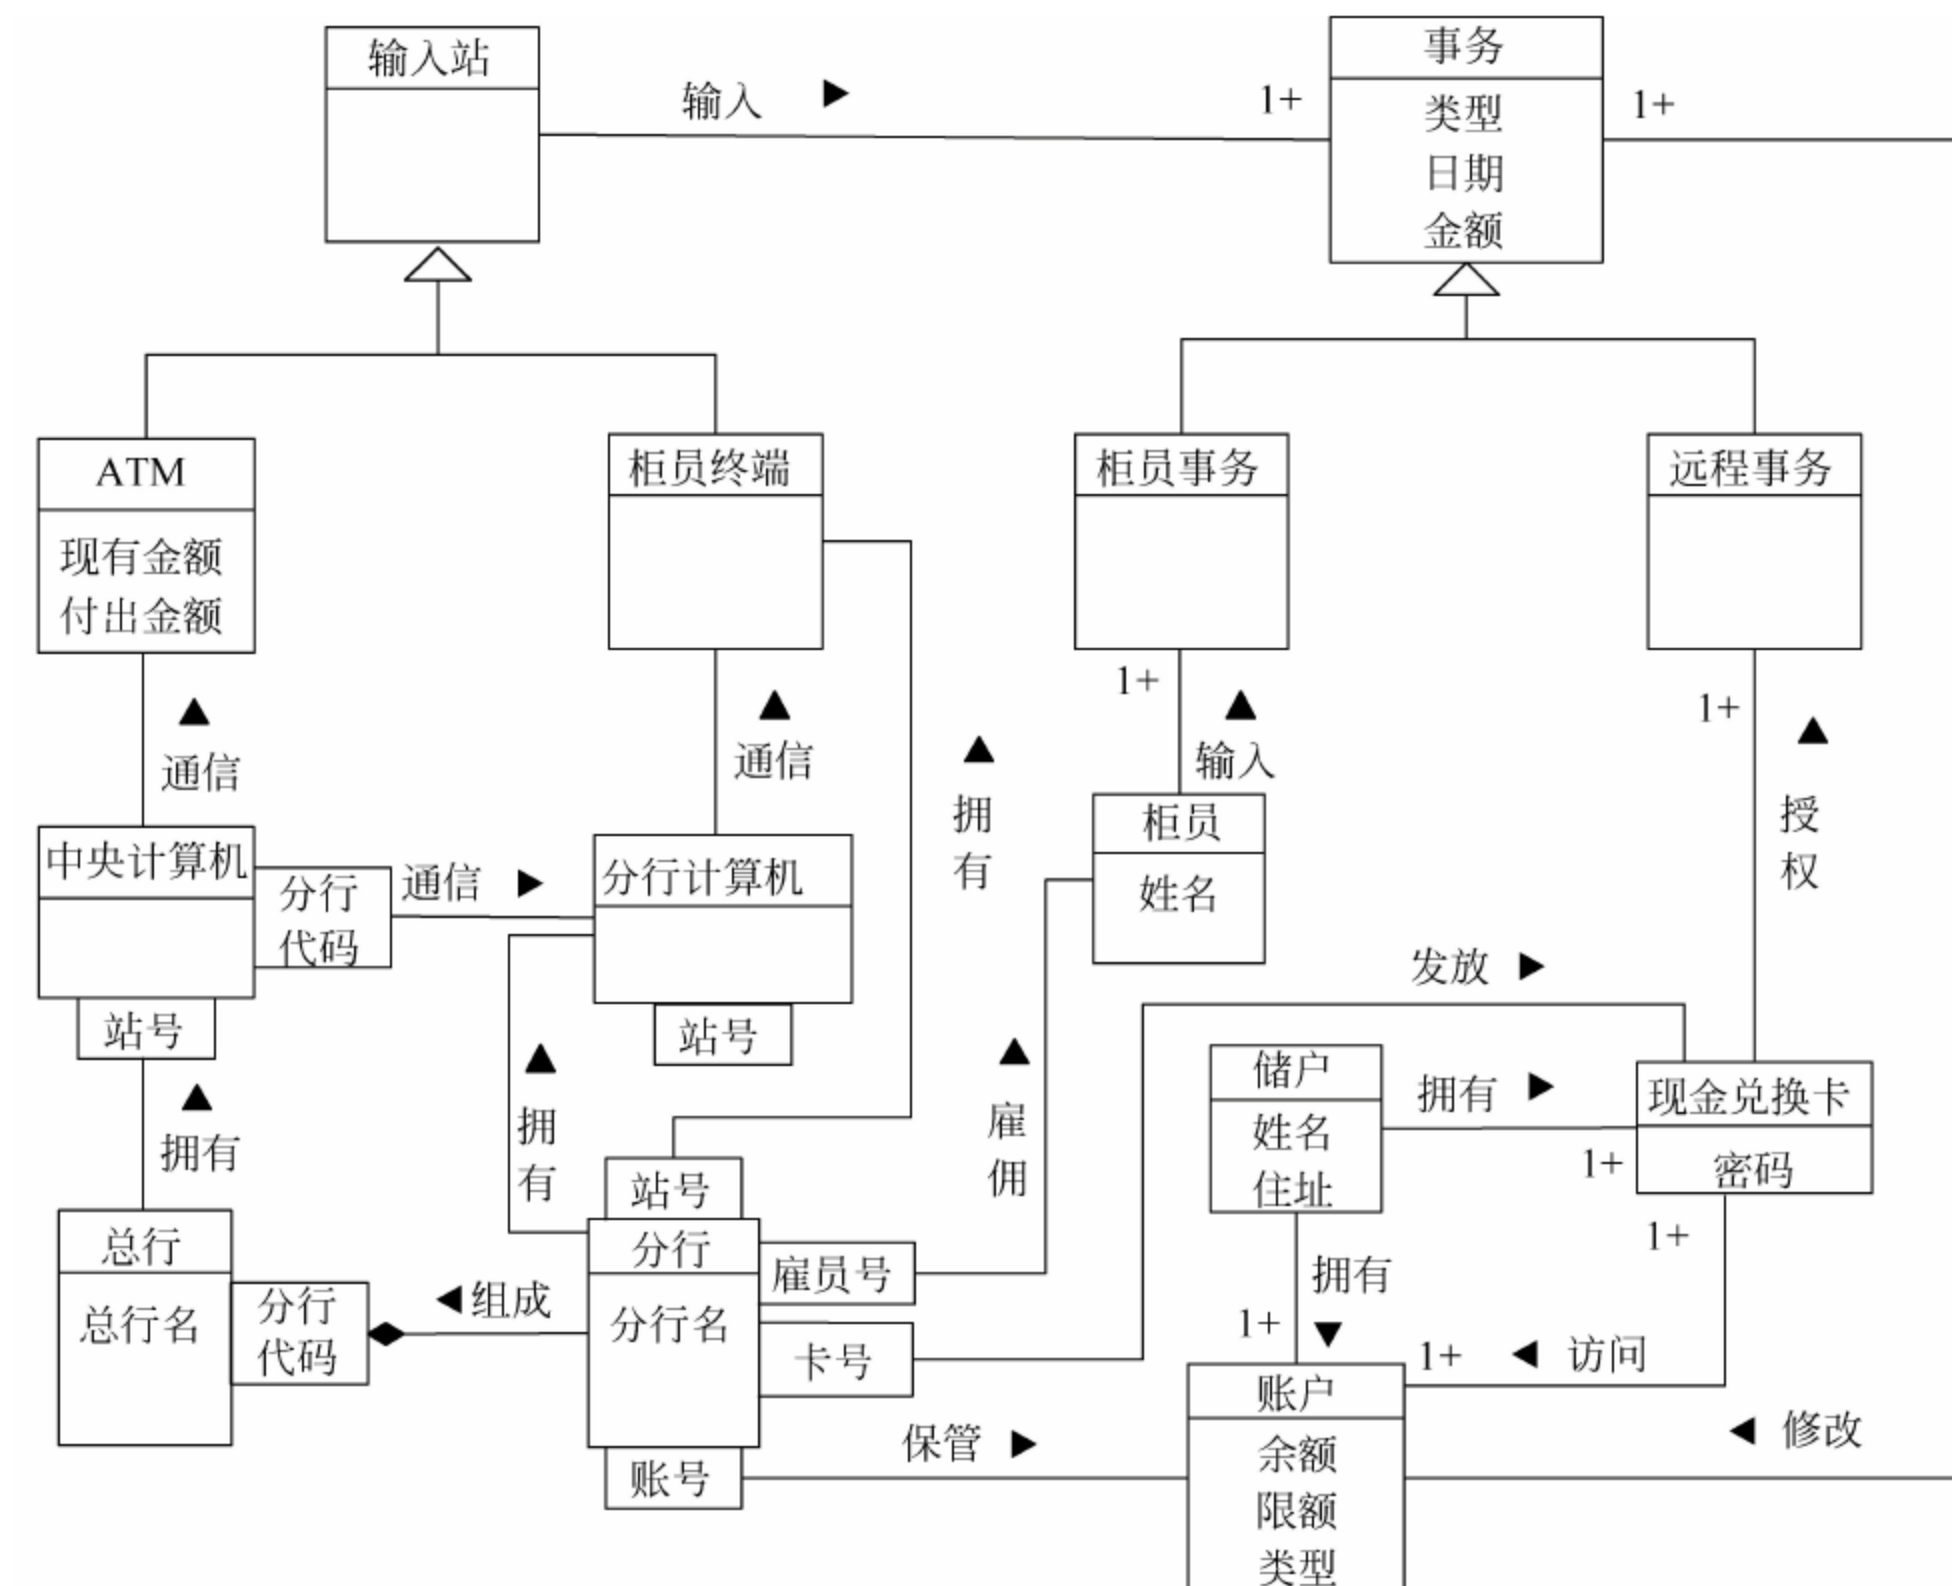 输入站
输入
1+
事务
类型
日期
金额
1+
ATM
现有金额
付出金额
柜员终端
柜员事务
远程事务
通信
通信
拥
有
1+
输入
1+
授
权
中央计算机
分行
代码
通信
分行计算机
柜员
姓名
站号
站号
发放
拥有
拥
有
雇
佣
储户
姓名
住址
拥有
1+
现金兑换卡
密码
1+
总行
总行名
分行
代码
组成
站号
分行
分行名
雇员号
卡号
账号
保管
拥有
1+
1+
访问
账户
余额
限额
类型
修改